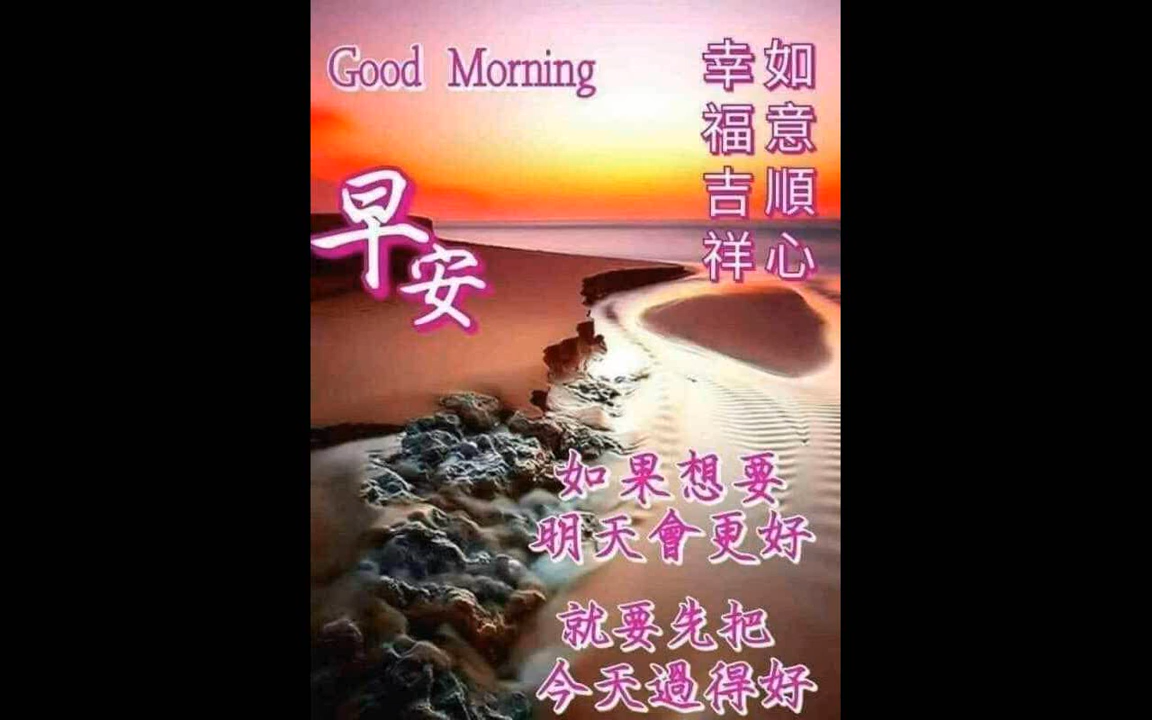 Good Morning
如意順心
幸福吉祥
早安
如果想要
明天會更好
就要先把
今天過得好